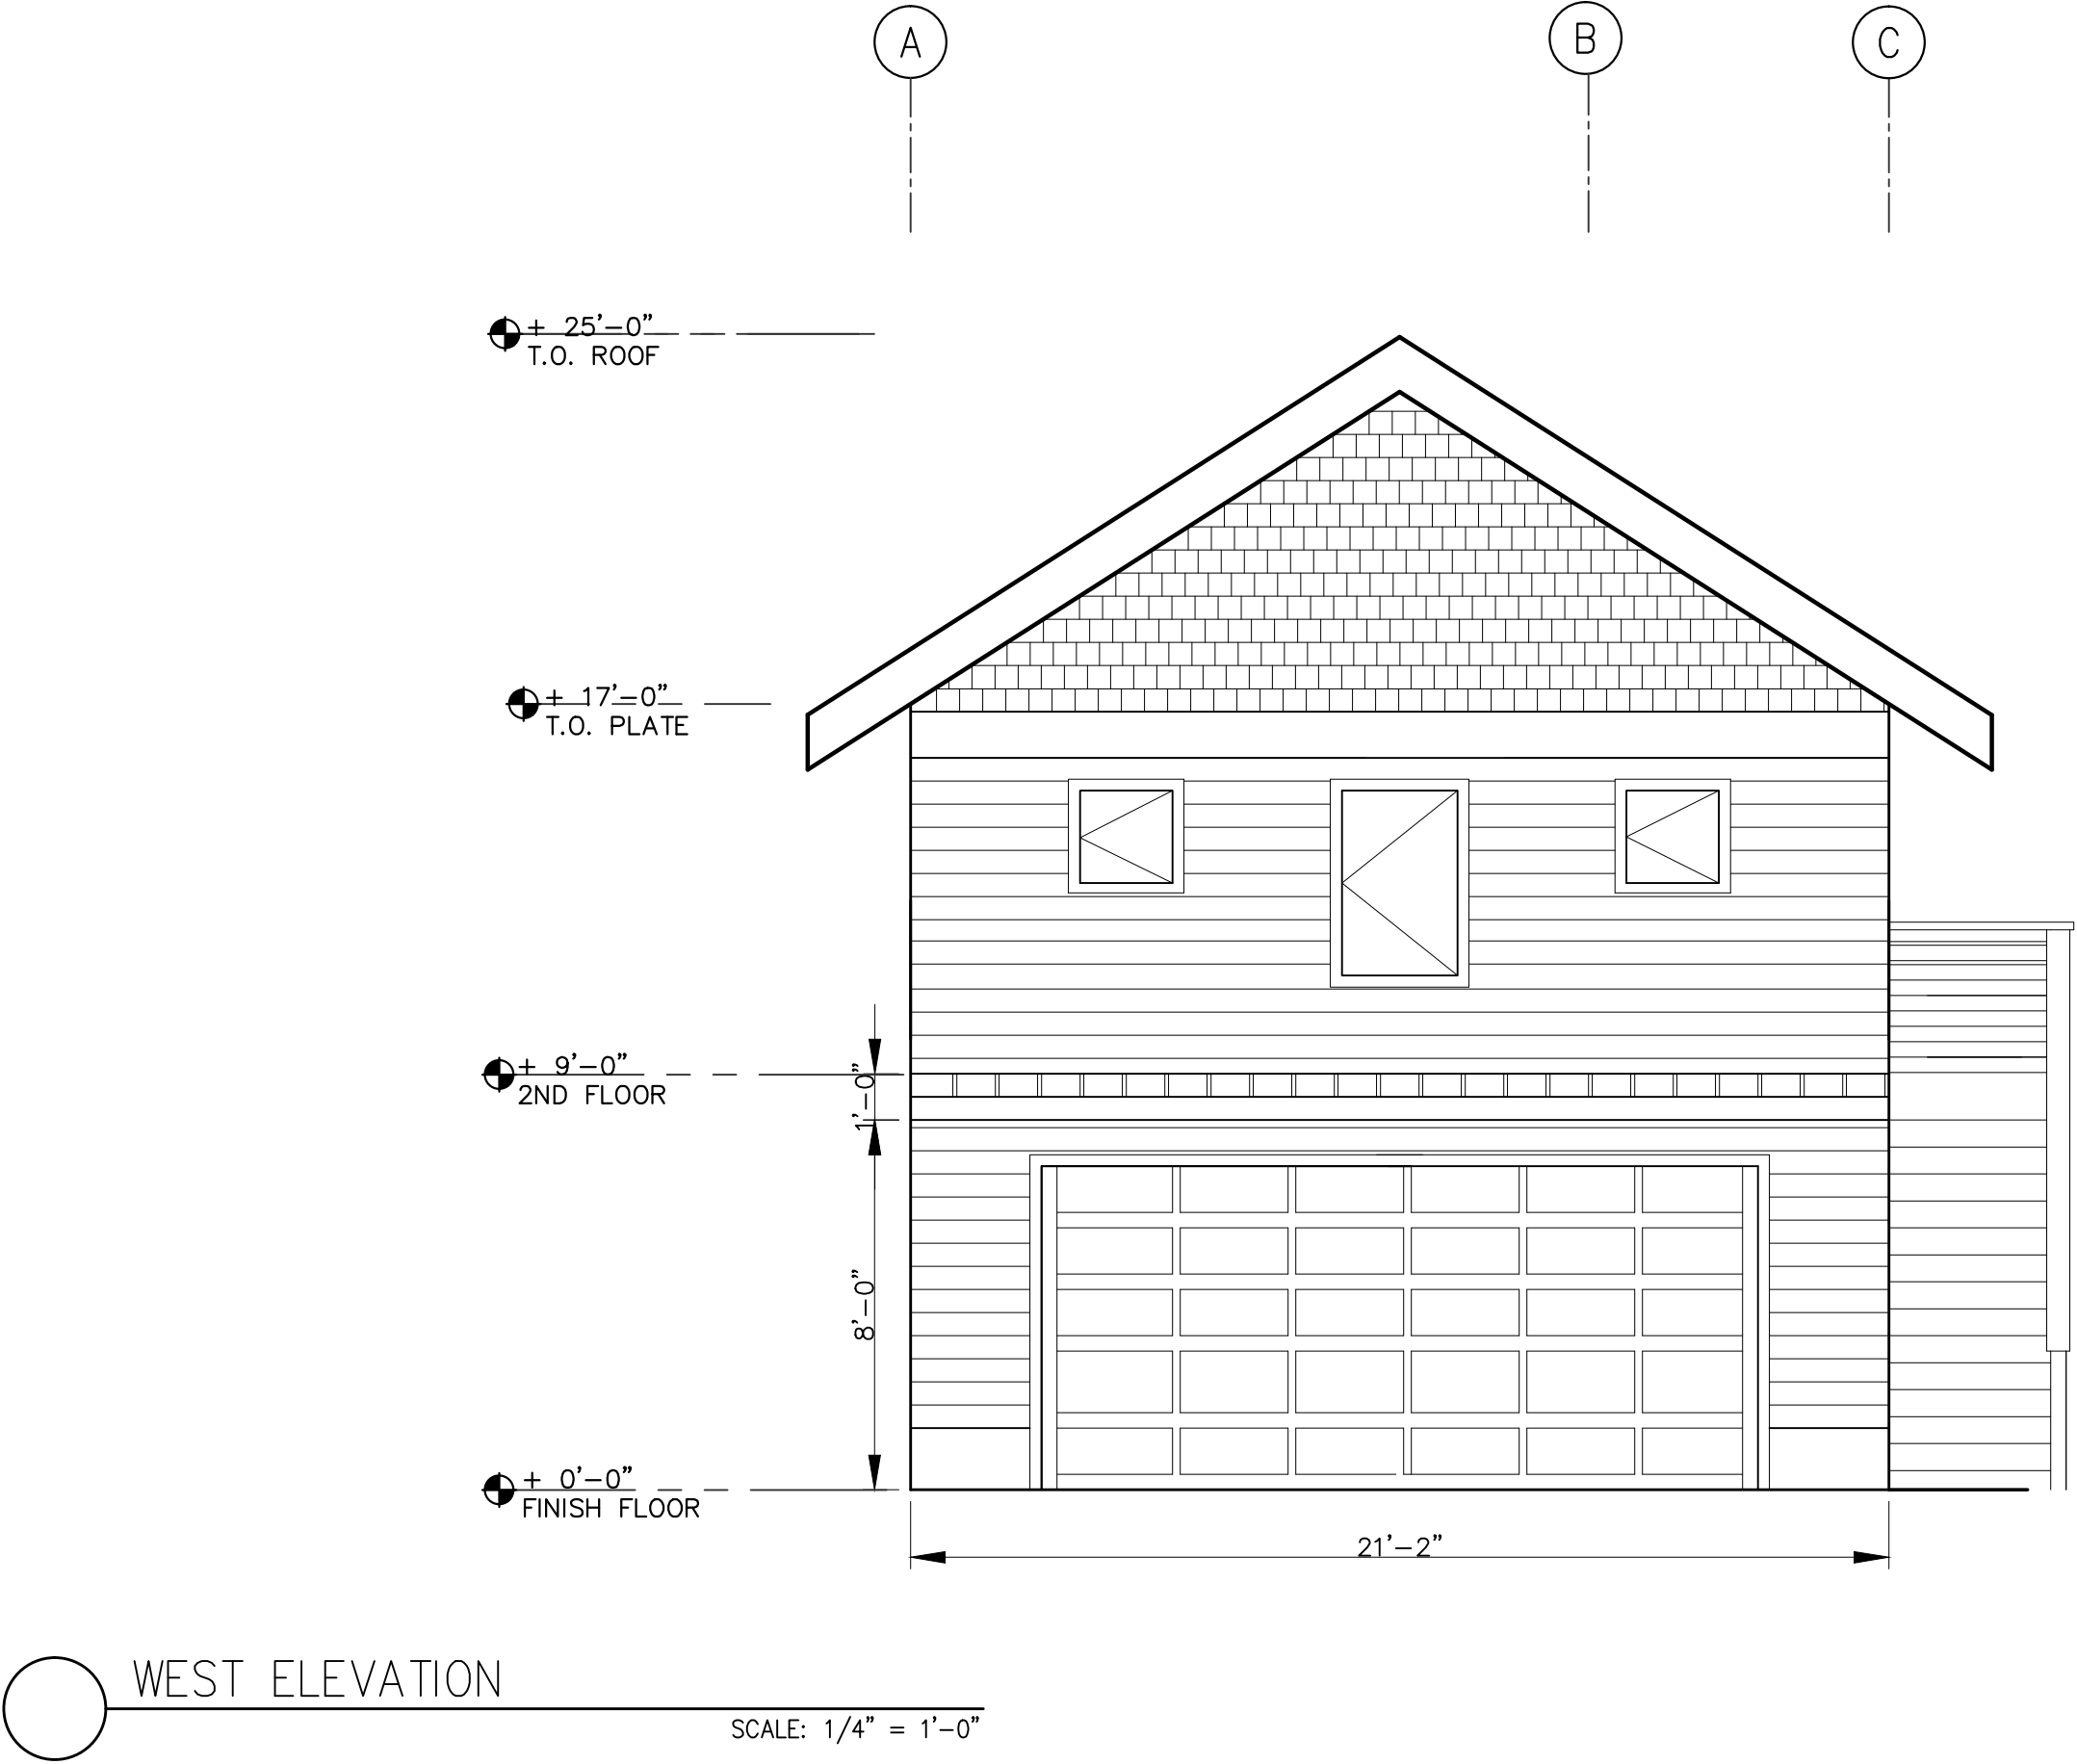 A
B
C
+ 25'-0"
T.O. ROOF
+ 17'-0"
T.O. PLATE
+ 9'-0"
2ND FLOOR
1'-0"
8'-0"
+ 0'-0"
FINISH FLOOR
21'-2"
WEST ELEVATION
SCALE: 1/4" = 1'-0"